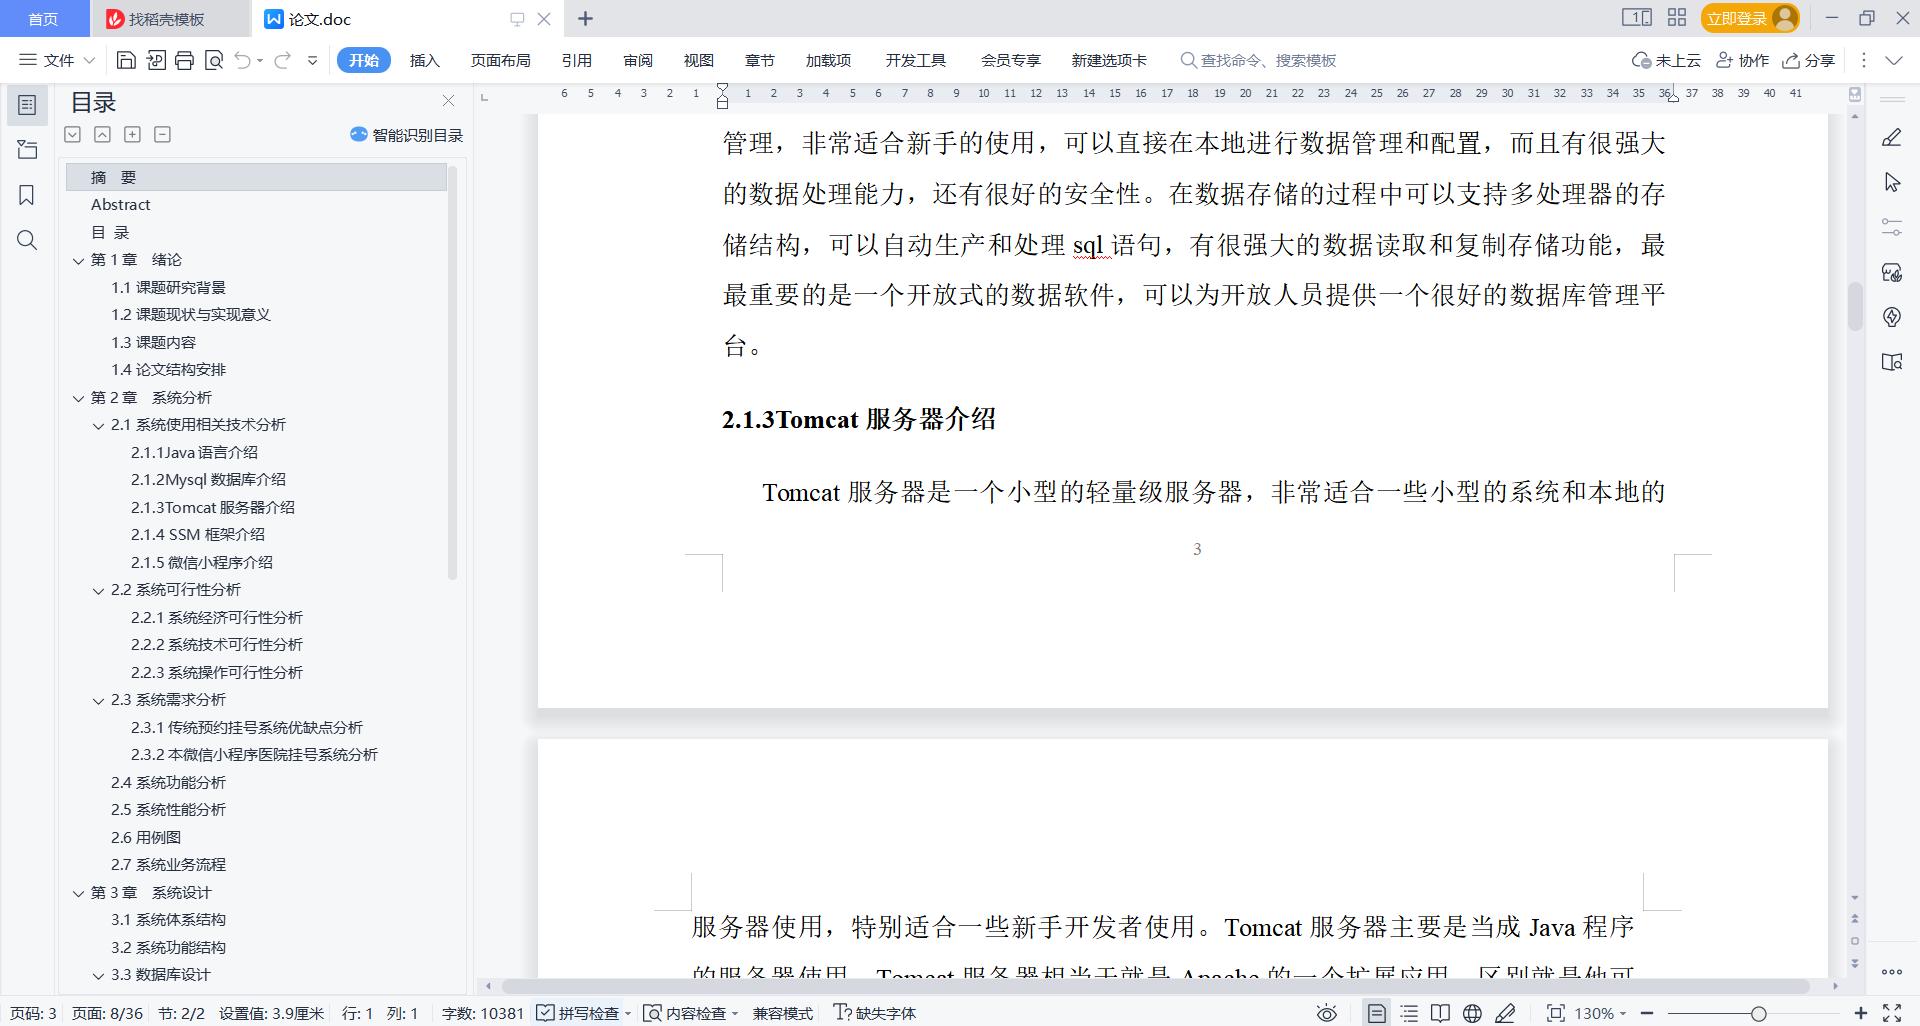 首页
找稻壳模板
论文.doc
立即登录
文件
开始
插入
页面布局
引用
审阅
视图
章节
加载项
开发工具
会员专享
新建选项卡
查找命令、搜索模板
未上云
协作
分享
目录
智能识别目录
6 5 4 3 2 1 1 2 3 4 5 6 7 8 9 10 11 12 13 14 15 16 17 18 19 20 21 22 23 24 25 26 27 28 29 30 31 32 33 34 35 36 37 38 39 40 41
摘 要
Abstract
目 录
第 1 章 绪论
1.1 课题研究背景
1.2 课题现状与实现意义
1.3 课题内容
1.4 论文结构安排
第 2 章 系统分析
2.1 系统使用相关技术分析
2.1.1Java 语言介绍
2.1.2Mysql 数据库介绍
2.1.3Tomcat 服务器介绍
2.1.4 SSM 框架介绍
2.1.5 微信小程序介绍
2.2 系统可行性分析
2.2.1 系统经济可行性分析
2.2.2 系统技术可行性分析
2.2.3 系统操作可行性分析
2.3 系统需求分析
2.3.1 传统预约挂号系统优缺点分析
2.3.2 本微信小程序医院挂号系统分析
2.4 系统功能分析
2.5 系统性能分析
2.6 用例图
2.7 系统业务流程
第 3 章 系统设计
3.1 系统体系结构
3.2 系统功能结构
3.3 数据库设计
管理，非常适合新手的使用，可以直接在本地进行数据管理和配置，而且有很强大
的数据处理能力，还有很好的安全性。在数据存储的过程中可以支持多处理器的存
储结构，可以自动生产和处理 sql 语句，有很强大的数据读取和复制存储功能，最
最重要的是一个开放式的数据软件，可以为开放人员提供一个很好的数据库管理平
台。
2.1.3Tomcat 服务器介绍
Tomcat 服务器是一个小型的轻量级服务器，非常适合一些小型的系统和本地的
3
服务器使用，特别适合一些新手开发者使用。Tomcat 服务器主要是当成 Java 程序
的服务器使用，Tomcat 服务器相当于就是 Apache 的一个扩展应用，区别就是他可
页码: 3
页面: 8/36
节: 2/2
设置值: 3.9厘米
行: 1
列: 1
字数: 10381
拼写检查
内容检查
兼容模式
缺失字体
130%